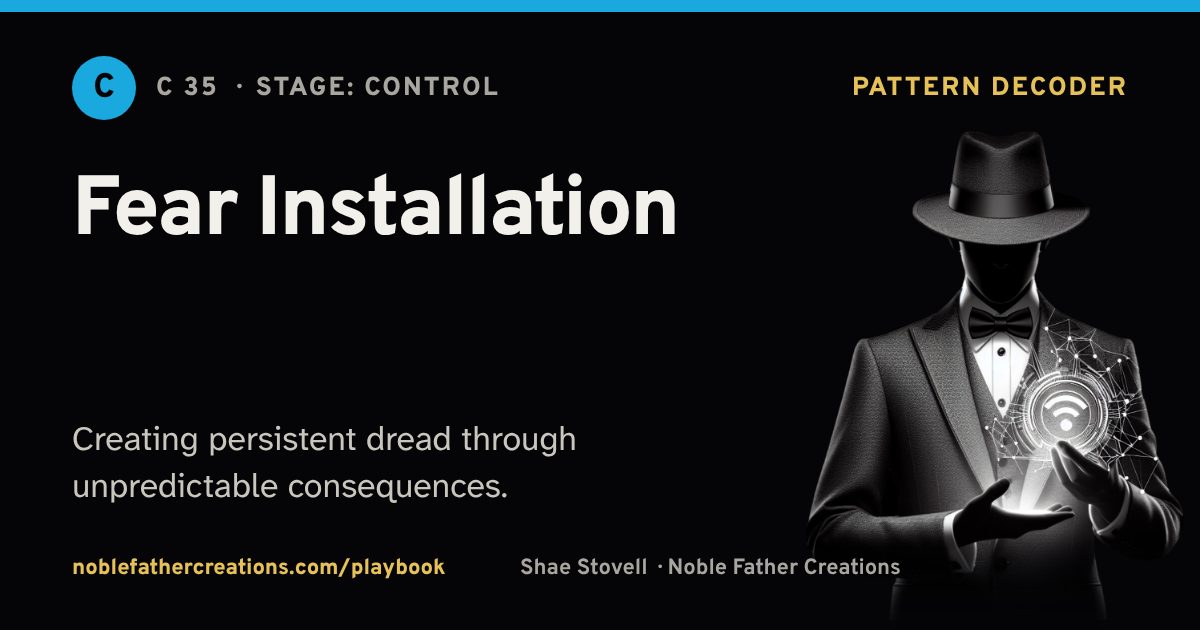 C
C 35 · STAGE: CONTROL
PATTERN DECODER
Fear Installation
Creating persistent dread through
unpredictable consequences.
noblefathercreations.com/playbook
Shae Stovell · Noble Father Creations